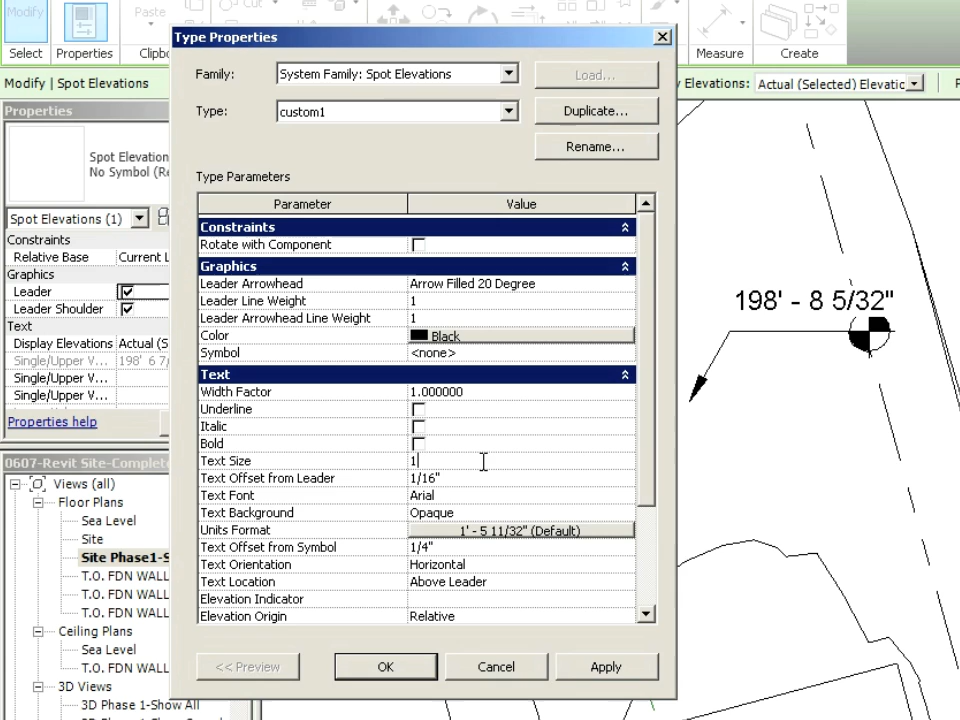 Modify
Paste
Cut
Select
Properties
Clipb
Measure
Create
Type Properties
Modify | Spot Elevations
Elevations:
Actual (Selected) Elevatic
Family:
System Family: Spot Elevations
Load...
Type:
custom1
Duplicate...
Rename...
Properties
Spot Elevation
No Symbol (Re
Spot Elevations (1)
Constraints
Relative Base
Current L
Graphics
Leader
Leader Shoulder
Text
Display Elevations
Actual (S
Single/Upper V...
198' 6 7/
Single/Upper V...
Single/Upper V...
Properties help
Type Parameters
Parameter
Value
Constraints
Rotate with Component
Graphics
Leader Arrowhead
Arrow Filled 20 Degree
Leader Line Weight
1
Leader Arrowhead Line Weight
1
Color
Black
Symbol
<none>
Text
Width Factor
1.000000
Underline
Italic
Bold
Text Size
1
Text Offset from Leader
1/16"
Text Font
Arial
Text Background
Opaque
Units Format
1' - 5 11/32" (Default)
Text Offset from Symbol
1/4"
Text Orientation
Horizontal
Text Location
Above Leader
Elevation Indicator
Elevation Origin
Relative
<< Preview
OK
Cancel
Apply
198' - 8 5/32"
0607-Revit Site-Complete
Views (all)
Floor Plans
Sea Level
Site
Site Phase1-S
T.O. FDN WALL
T.O. FDN WALL
T.O. FDN WALL
Ceiling Plans
Sea Level
T.O. FDN WALL
3D Views
3D Phase 1-Show All